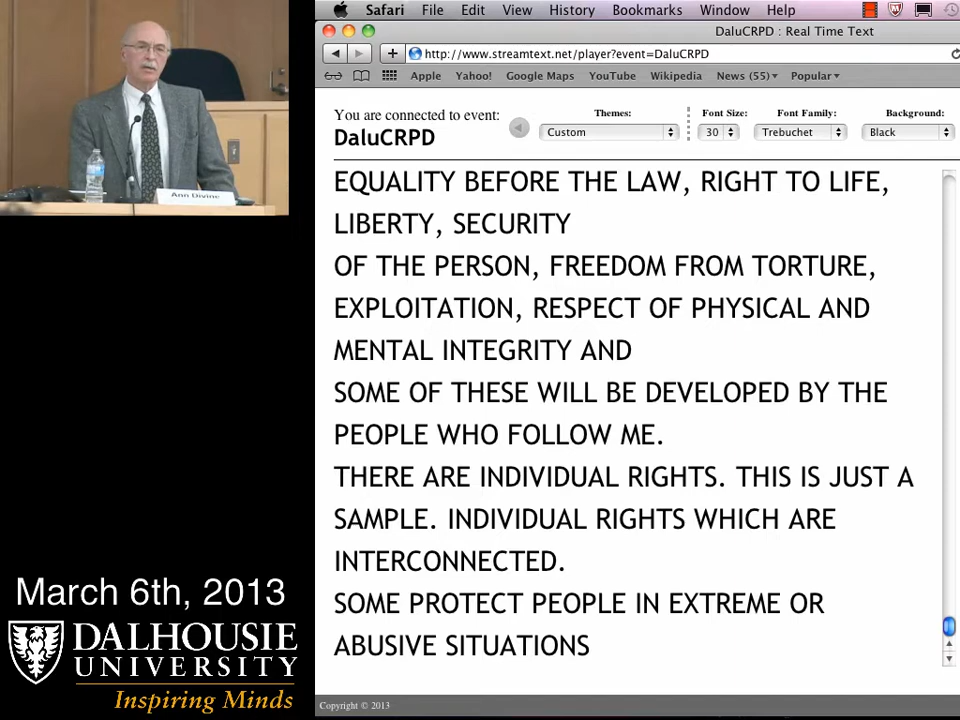 Safari File Edit View History Bookmarks Window Help
DaluCRPD : Real Time Text
http://www.streamtext.net/player?event=DaluCRPD
Apple Yahoo! Google Maps YouTube Wikipedia News (55) Popular
You are connected to event:
DaluCRPD
Themes: Font Size: Font Family: Background:
Custom 30 Trebuchet Black
EQUALITY BEFORE THE LAW, RIGHT TO LIFE,
LIBERTY, SECURITY
OF THE PERSON, FREEDOM FROM TORTURE,
EXPLOITATION, RESPECT OF PHYSICAL AND
MENTAL INTEGRITY AND
SOME OF THESE WILL BE DEVELOPED BY THE
PEOPLE WHO FOLLOW ME.
THERE ARE INDIVIDUAL RIGHTS. THIS IS JUST A
SAMPLE. INDIVIDUAL RIGHTS WHICH ARE
INTERCONNECTED.
SOME PROTECT PEOPLE IN EXTREME OR
ABUSIVE SITUATIONS
Copyright © 2013
Ann Divine
March 6th, 2013
DALHOUSIE
UNIVERSITY
Inspiring Minds